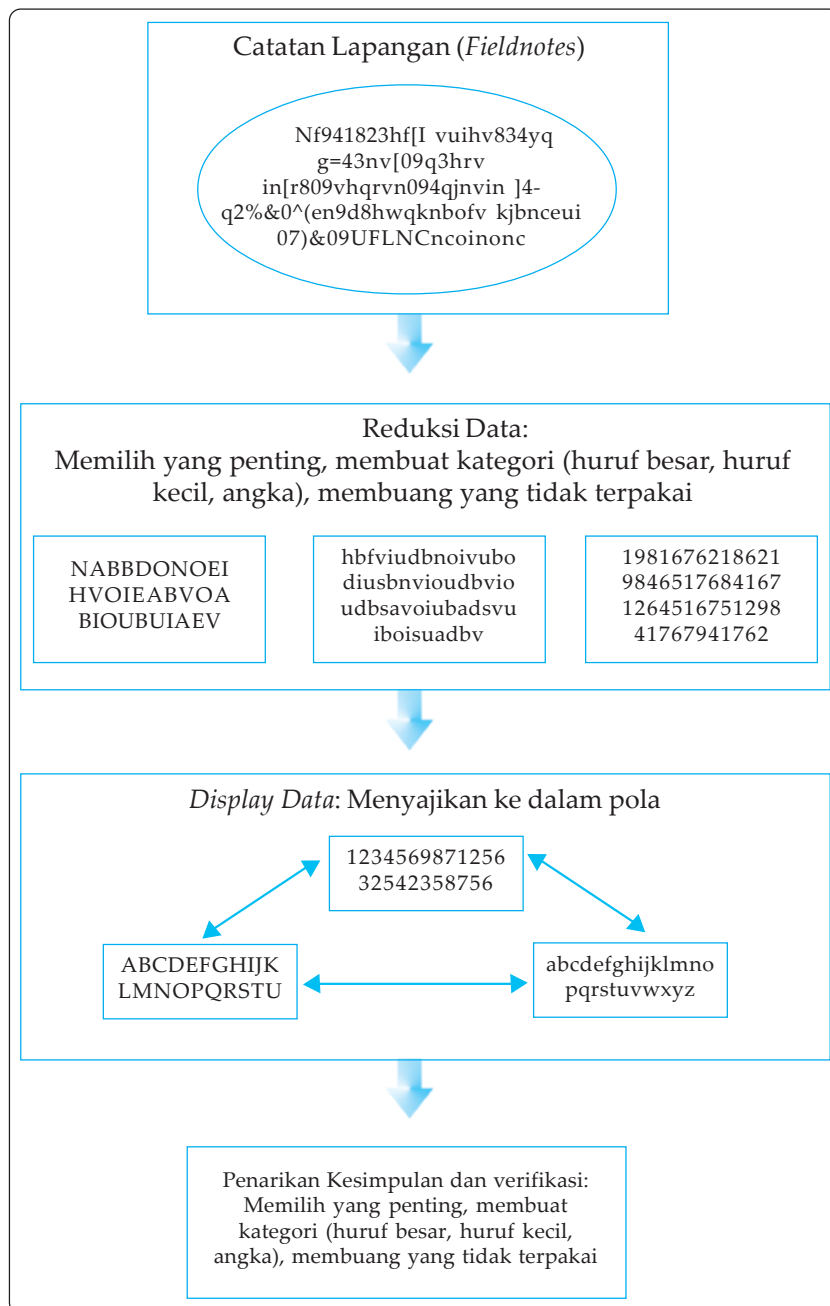 Catatan Lapangan (Fieldnotes)
Nf941823hf[I vuihv834yq
g=43nv[09q3hrv
in[r809vhqrvn094qjnvin ]4-
q2%&0^(en9d8hwqknbofv kjbnceui
07)&09UFLNCncoinonc
Reduksi Data:
Memilih yang penting, membuat kategori (huruf besar, huruf
kecil, angka), membuang yang tidak terpakai
NABBDONOEI
HVOIEABVOA
BIOUBUIAEV
hbfviudbnoivubo
diusbnvioudbvio
udbsavoiubadsvu
iboisuadbv
1981676218621
9846517684167
1264516751298
41767941762
Display Data: Menyajikan ke dalam pola
1234569871256
32542358756
ABCDEFGHIJK
LMNOPQRSTU
abcdefghijklmno
pqrstuvwxyz
Penarikan Kesimpulan dan verifikasi:
Memilih yang penting, membuat
kategori (huruf besar, huruf kecil,
angka), membuang yang tidak terpakai